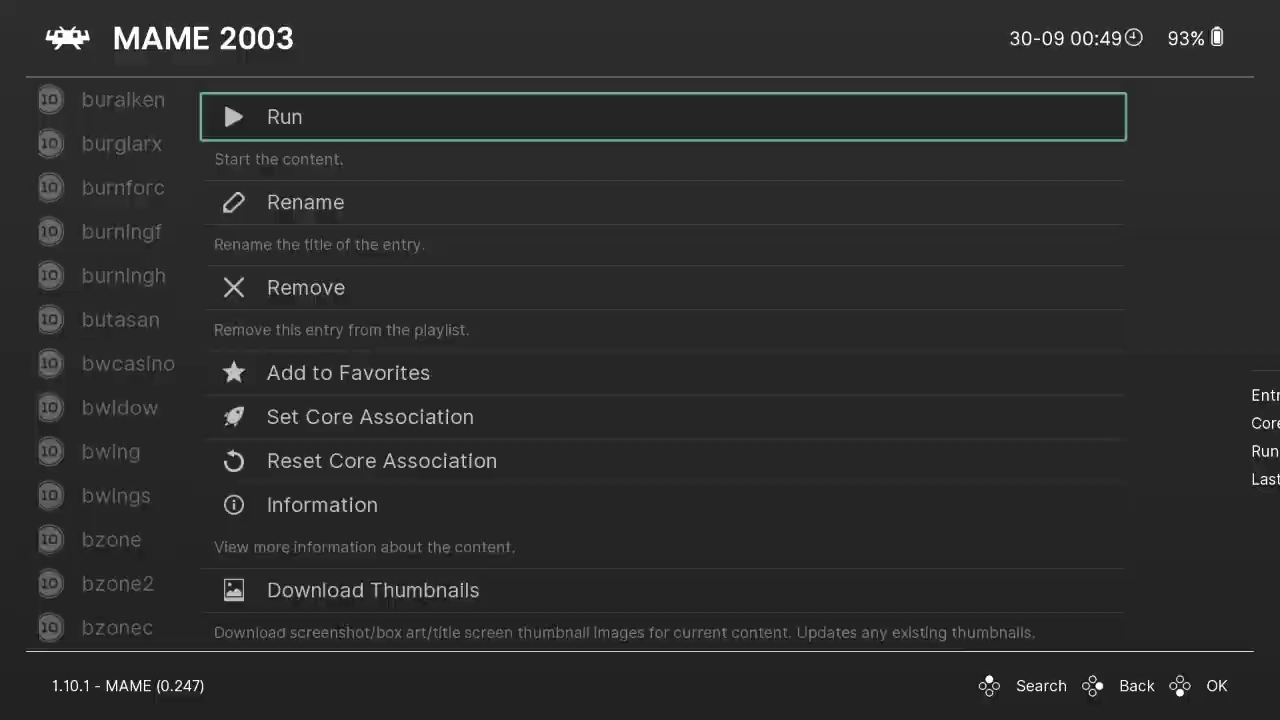 MAME 2003
30-09 00:49 93%
buraiken
burglarx
burnforc
burningf
burningh
butasan
bwcasino
bwidow
bwing
bwings
bzone
bzone2
bzonec
Run
Start the content.
Rename
Rename the title of the entry.
Remove
Remove this entry from the playlist.
Add to Favorites
Set Core Association
Reset Core Association
Information
View more information about the content.
Download Thumbnails
Download screenshot/box art/title screen thumbnail images for current content. Updates any existing thumbnails.
Entr
Core
Run
Last
1.10.1 - MAME (0.247)
Search Back OK